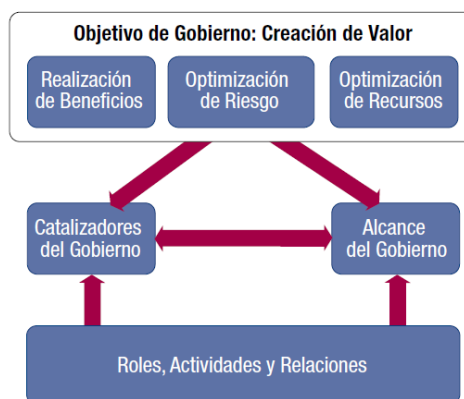 Objetivo de Gobierno: Creación de Valor
Realización
de Beneficios
Optimización
de Riesgo
Optimización
de Recursos
Catalizadores
del Gobierno
Alcance
del Gobierno
Roles, Actividades y Relaciones